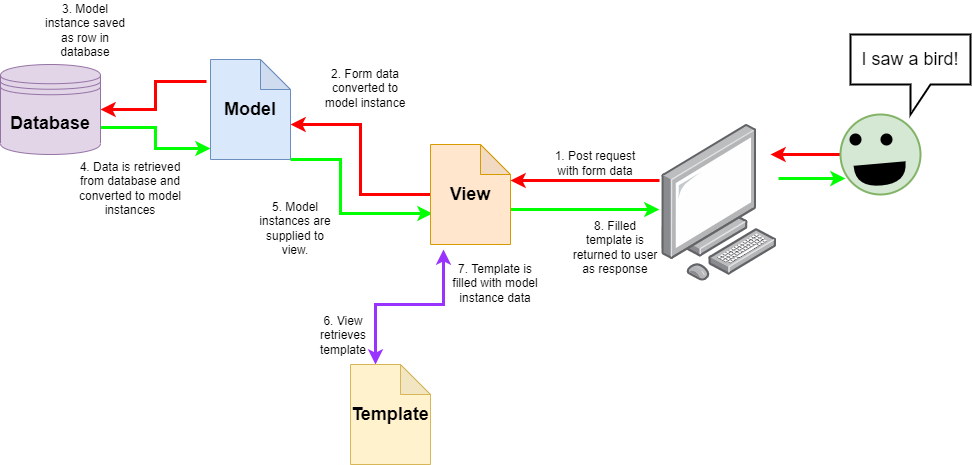 3. Model
instance saved
as row in
database
I saw a bird!
2. Form data
converted to
model instance
Model
Database
1. Post request
with form data
4. Data is retrieved
from database and
converted to model
instances
View
5. Model
instances are
supplied to
view.
8. Filled
template is
returned to user
as response
7. Template is
filled with model
instance data
6. View
retrieves
template
Template